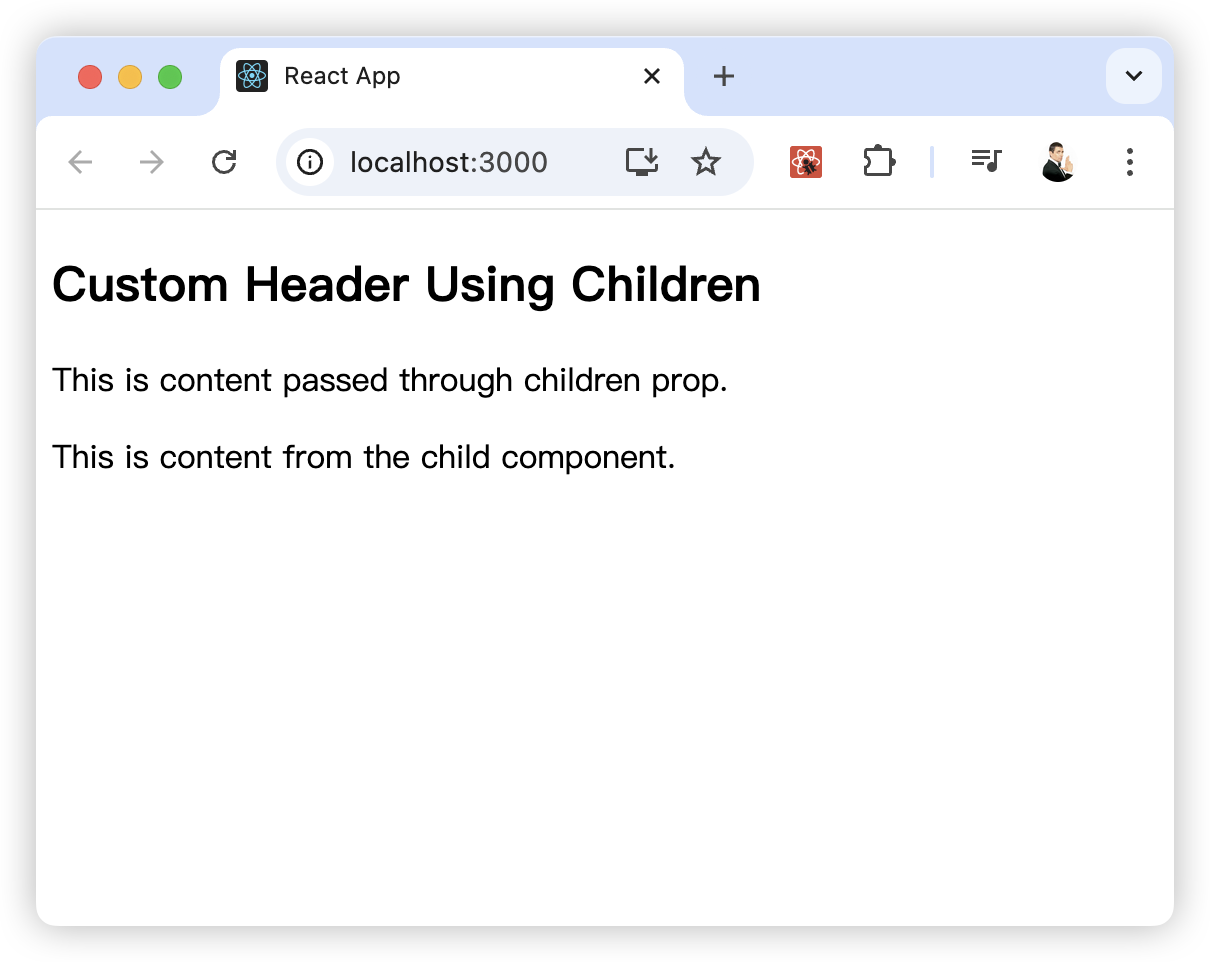 React App
localhost:3000
Custom Header Using Children
This is content passed through children prop.
This is content from the child component.